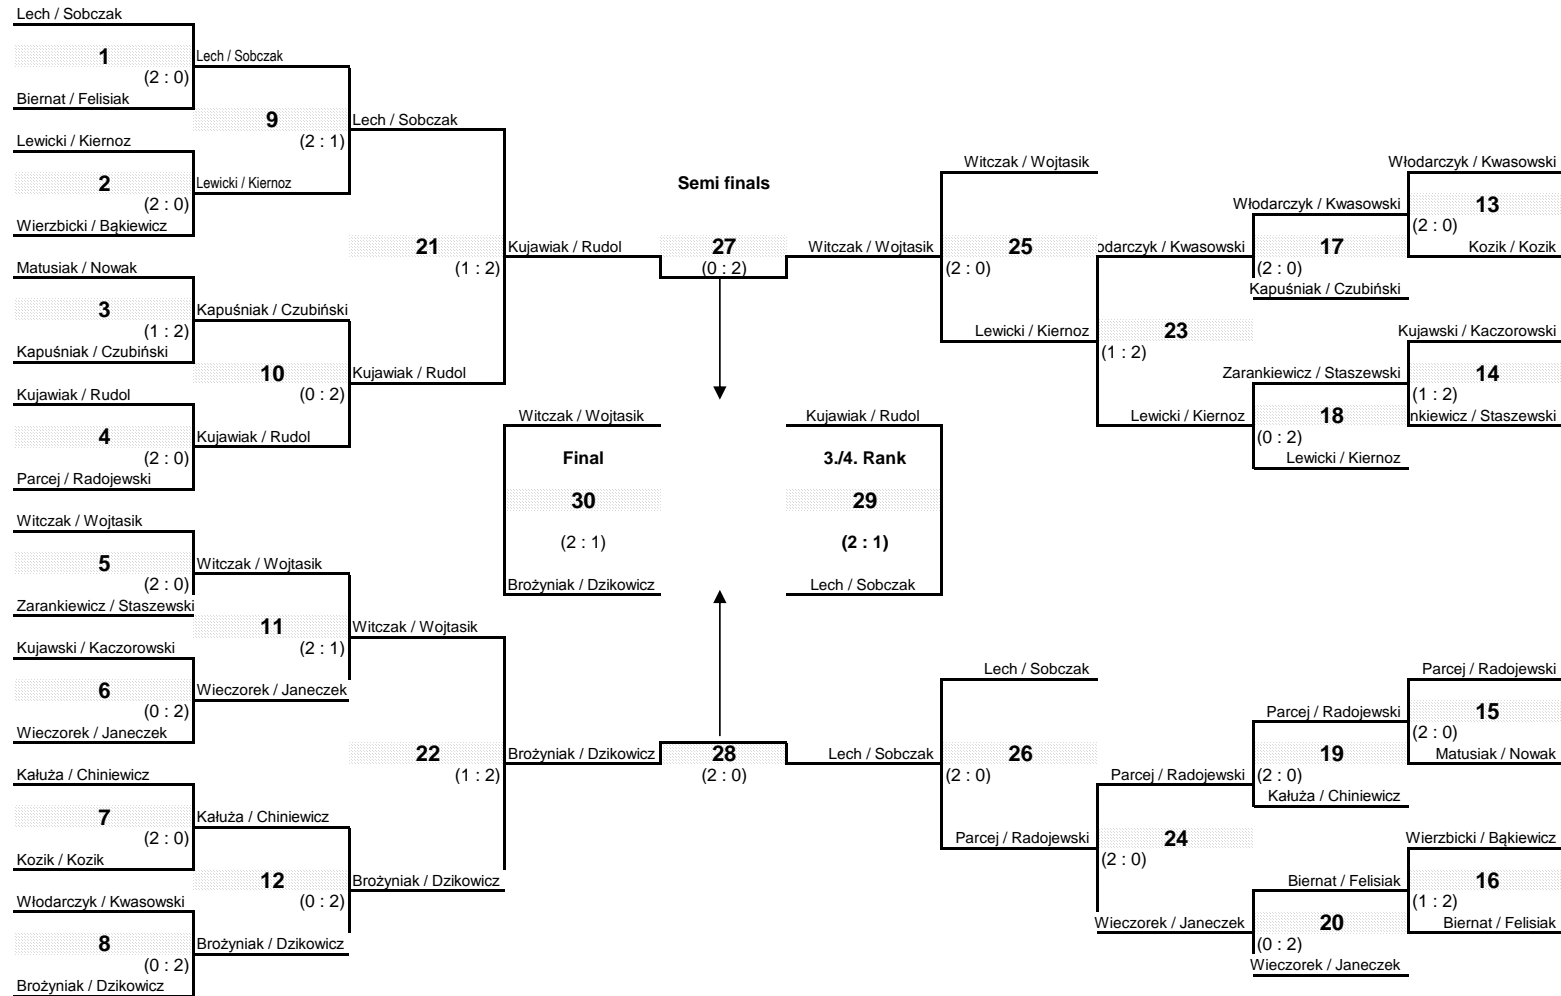 Lech / Sobczak
1
(2 : 0)
Biernat / Felisiak
Lewicki / Kiernoz
2
(2 : 0)
Wierzbicki / Bąkiewicz
Matusiak / Nowak
3
(1 : 2)
Kapuśniak / Czubiński
Kujawiak / Rudol
4
(2 : 0)
Parcej / Radojewski
Witczak / Wojtasik
5
(2 : 0)
Zarankiewicz / Staszewski
Kujawski / Kaczorowski
6
(0 : 2)
Wieczorek / Janeczek
Kałuża / Chiniewicz
7
(2 : 0)
Kozik / Kozik
Włodarczyk / Kwasowski
8
(0 : 2)
Brożyniak / Dzikowicz
Lech / Sobczak
9
(2 : 1)
Lewicki / Kiernoz
Kapuśniak / Czubiński
10
(0 : 2)
Kujawiak / Rudol
Witczak / Wojtasik
11
(2 : 1)
Wieczorek / Janeczek
Kałuża / Chiniewicz
12
(0 : 2)
Brożyniak / Dzikowicz
Lech / Sobczak
21
(1 : 2)
Kujawiak / Rudol
Witczak / Wojtasik
22
(1 : 2)
Brożyniak / Dzikowicz
Kujawiak / Rudol
Semi finals
27
(0 : 2)
Witczak / Wojtasik
Witczak / Wojtasik
Final
30
(2 : 1)
Brożyniak / Dzikowicz
Kujawiak / Rudol
3./4. Rank
29
(2 : 1)
Lech / Sobczak
Brożyniak / Dzikowicz
28
(2 : 0)
Lech / Sobczak
Witczak / Wojtasik
25
(2 : 0)
Lewicki / Kiernoz
Lech / Sobczak
26
(2 : 0)
Parcej / Radojewski
odarczyk / Kwasowski
23
(1 : 2)
Lewicki / Kiernoz
Parcej / Radojewski
24
(2 : 0)
Wieczorek / Janeczek
Włodarczyk / Kwasowski
17
(2 : 0)
Kapuśniak / Czubiński
Zarankiewicz / Staszewski
18
(0 : 2)
Lewicki / Kiernoz
Parcej / Radojewski
19
(2 : 0)
Kałuża / Chiniewicz
Biernat / Felisiak
20
(0 : 2)
Wieczorek / Janeczek
Włodarczyk / Kwasowski
13
(2 : 0)
Kozik / Kozik
Kujawski / Kaczorowski
14
(1 : 2)
nkiewicz / Staszewski
Parcej / Radojewski
15
(2 : 0)
Matusiak / Nowak
Wierzbicki / Bąkiewicz
16
(1 : 2)
Biernat / Felisiak